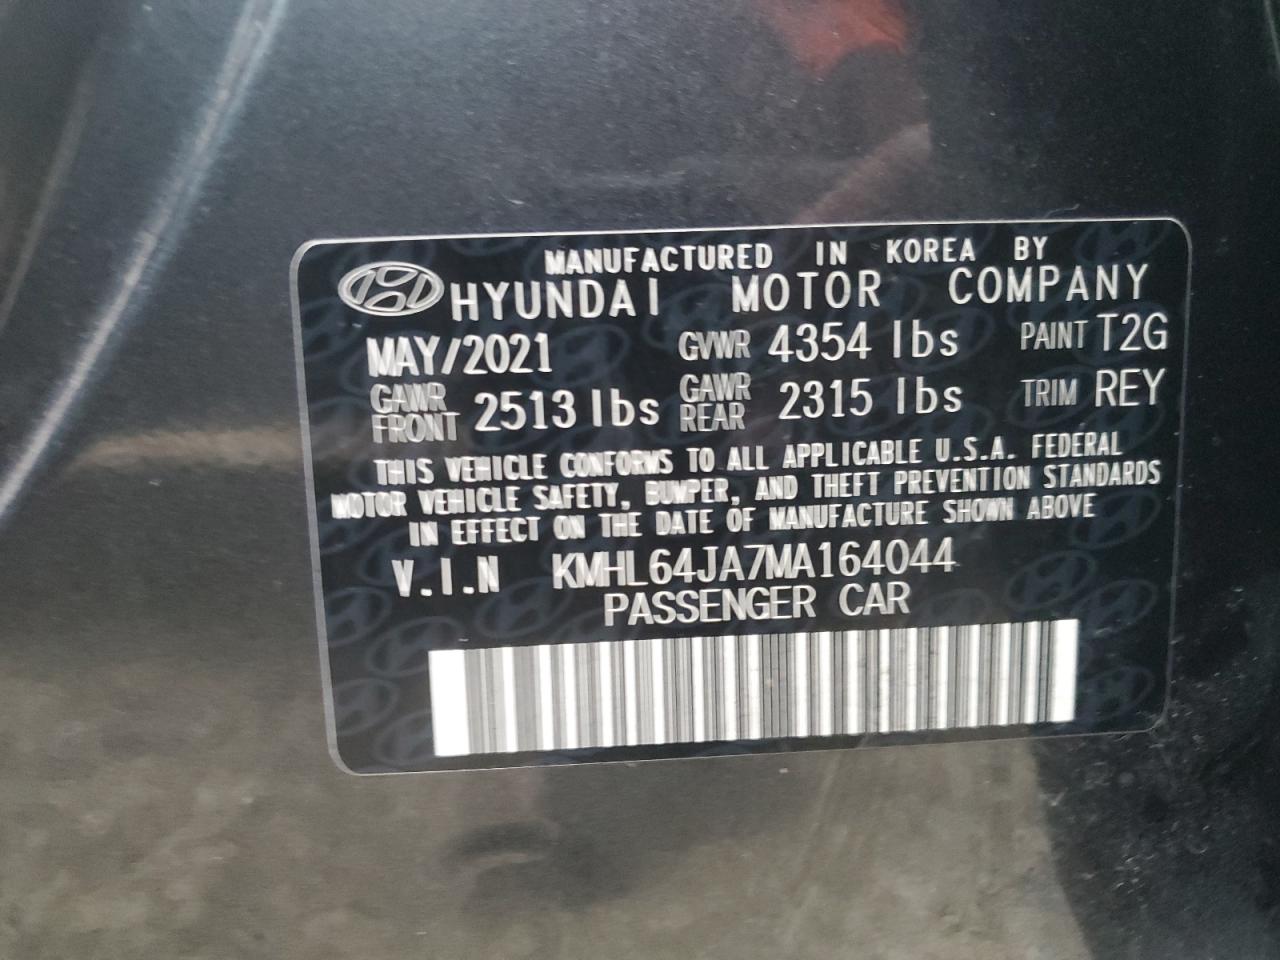 MANUFACTURED IN KOREA BY
HYUNDAI MOTOR COMPANY
MAY/2021 GVWR 4354 lbs PAINT T2G
GAWR FRONT 2513 lbs GAWR REAR 2315 lbs TRIM REY
THIS VEHICLE CONFORMS TO ALL APPLICABLE U.S.A. FEDERAL
MOTOR VEHICLE SAFETY, BUMPER, AND THEFT PREVENTION STANDARDS
IN EFFECT ON THE DATE OF MANUFACTURE SHOWN ABOVE
V.I.N KMHL64JA7MA164044
PASSENGER CAR